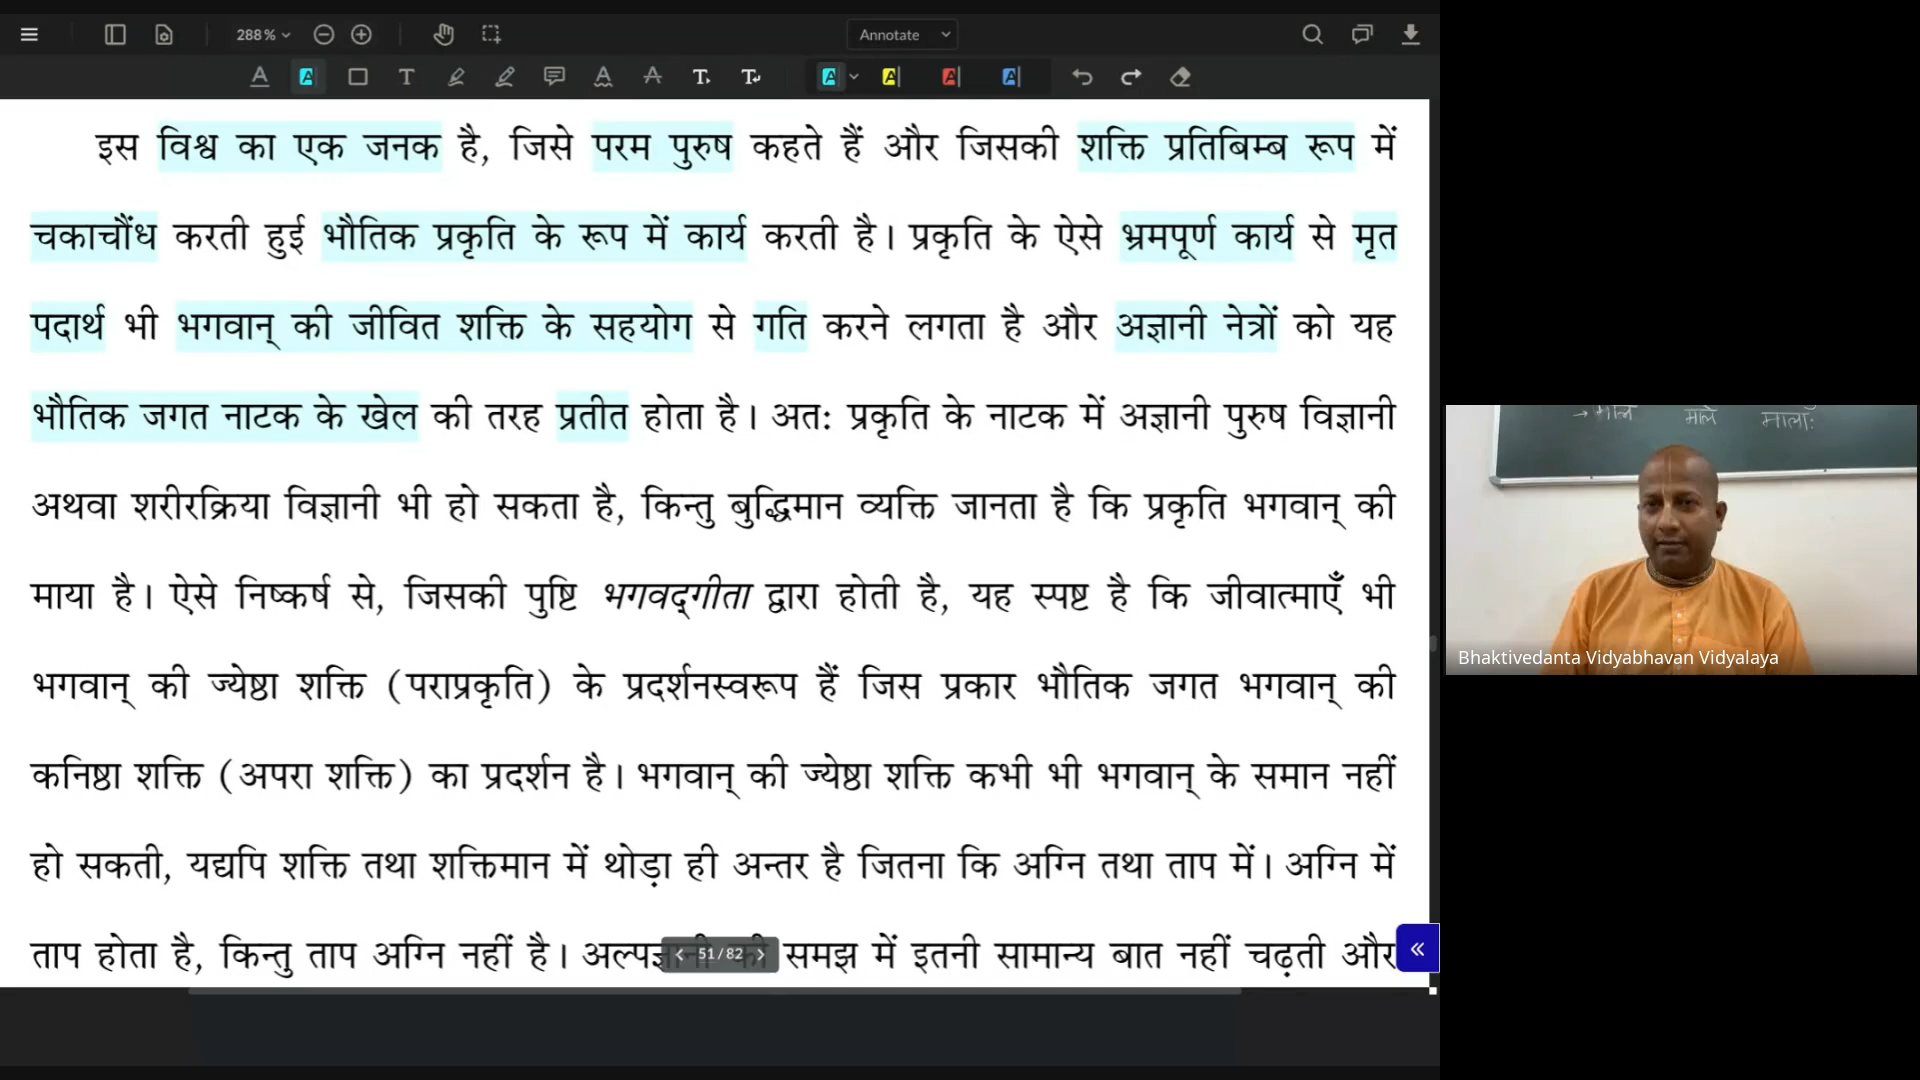 288%
Annotate
इस विश्व का एक जनक है, जिसे परम पुरुष कहते हैं और जिसकी शक्ति प्रतिबिम्ब रूप में
चकाचौंध करती हुई भौतिक प्रकृति के रूप में कार्य करती है। प्रकृति के ऐसे भ्रमपूर्ण कार्य से मृत
पदार्थ भी भगवान् की जीवित शक्ति के सहयोग से गति करने लगता है और अज्ञानी नेत्रों को यह
भौतिक जगत नाटक के खेल की तरह प्रतीत होता है। अतः प्रकृति के नाटक में अज्ञानी पुरुष विज्ञानी
अथवा शरीरक्रिया विज्ञानी भी हो सकता है, किन्तु बुद्धिमान व्यक्ति जानता है कि प्रकृति भगवान् की
माया है। ऐसे निष्कर्ष से, जिसकी पुष्टि भगवद्‌गीता द्वारा होती है, यह स्पष्ट है कि जीवात्माएँ भी
भगवान् की ज्येष्ठा शक्ति (पराप्रकृति) के प्रदर्शनस्वरूप हैं जिस प्रकार भौतिक जगत भगवान् की
कनिष्ठा शक्ति (अपरा शक्ति) का प्रदर्शन है। भगवान् की ज्येष्ठा शक्ति कभी भी भगवान् के समान नहीं
हो सकती, यद्यपि शक्ति तथा शक्तिमान में थोड़ा ही अन्तर है जितना कि अग्नि तथा ताप में। अग्नि में
ताप होता है, किन्तु ताप अग्नि नहीं है। अल्पज्ञानी की समझ में इतनी सामान्य बात नहीं चढ़ती और
51/82
माले मालाः
Bhaktivedanta Vidyabhavan Vidyalaya